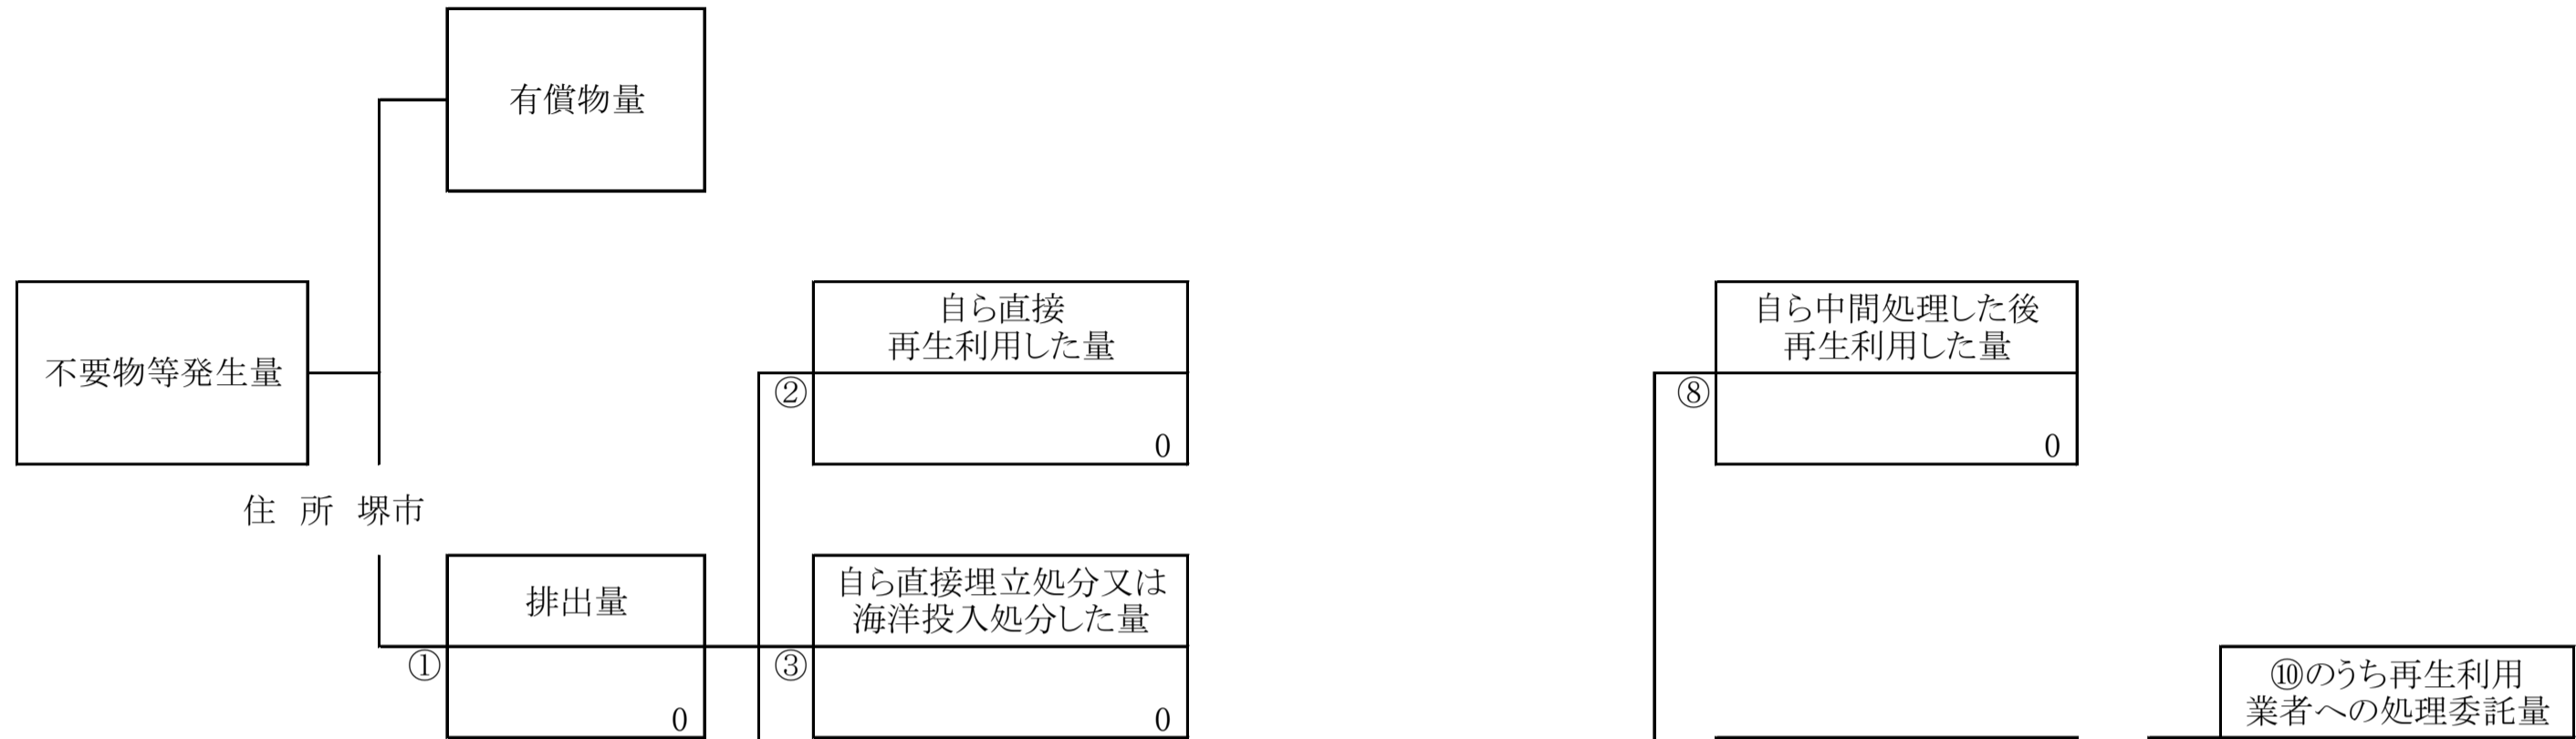 有償物量
不要物等発生量
自ら直接
再生利用した量
②
0
自ら中間処理した後
再生利用した量
⑧
0
住 所 堺市
排出量
①
0
自ら直接埋立処分又は
海洋投入処分した量
③
0
⑩のうち再生利用
業者への処理委託量